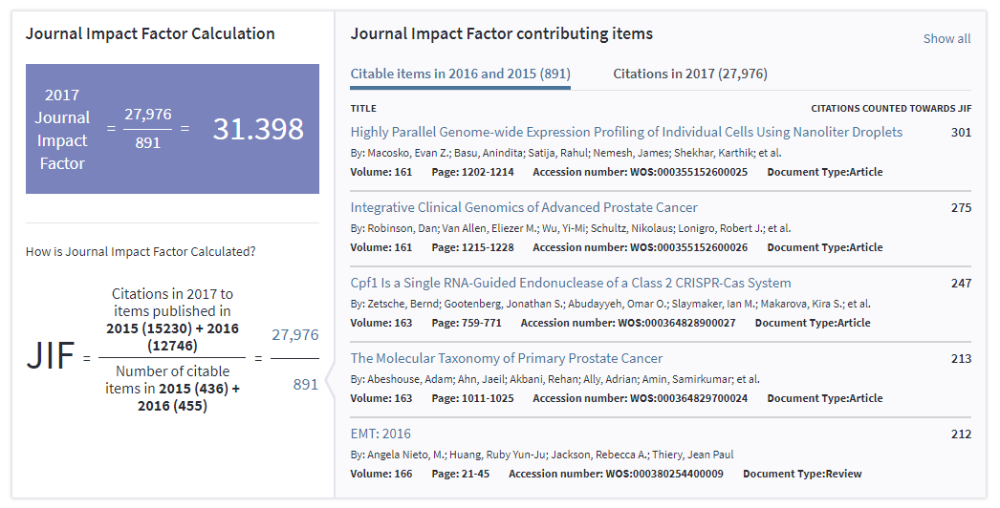 Journal Impact Factor Calculation
2017
Journal
Impact
Factor
= 27,976 / 891 = 31.398
How is Journal Impact Factor Calculated?
JIF =
Citations in 2017 to
items published in
2015 (15230) + 2016
(12746)
Number of citable
items in 2015 (436) +
2016 (455)
=
27,976
891
Journal Impact Factor contributing items
Show all
Citable items in 2016 and 2015 (891) Citations in 2017 (27,976)
TITLE CITATIONS COUNTED TOWARDS JIF
Highly Parallel Genome-wide Expression Profiling of Individual Cells Using Nanoliter Droplets 301
By: Macosko, Evan Z.; Basu, Anindita; Satija, Rahul; Nemesh, James; Shekhar, Karthik; et al.
Volume: 161 Page: 1202-1214 Accession number: WOS:000355152600025 Document Type:Article
Integrative Clinical Genomics of Advanced Prostate Cancer 275
By: Robinson, Dan; Van Allen, Eliezer M.; Wu, Yi-Mi; Schultz, Nikolaus; Lonigro, Robert J.; et al.
Volume: 161 Page: 1215-1228 Accession number: WOS:000355152600026 Document Type:Article
Cpf1 Is a Single RNA-Guided Endonuclease of a Class 2 CRISPR-Cas System 247
By: Zetsche, Bernd; Gootenberg, Jonathan S.; Abudayyeh, Omar O.; Slaymaker, Ian M.; Makarova, Kira S.; et al.
Volume: 163 Page: 759-771 Accession number: WOS:000364828900027 Document Type:Article
The Molecular Taxonomy of Primary Prostate Cancer 213
By: Abeshouse, Adam; Ahn, Jaeil; Akbani, Rehan; Ally, Adrian; Amin, Samirkumar; et al.
Volume: 163 Page: 1011-1025 Accession number: WOS:000364829700024 Document Type:Article
EMT: 2016 212
By: Angela Nieto, M.; Huang, Ruby Yun-Ju; Jackson, Rebecca A.; Thiery, Jean Paul
Volume: 166 Page: 21-45 Accession number: WOS:000380254400009 Document Type:Review